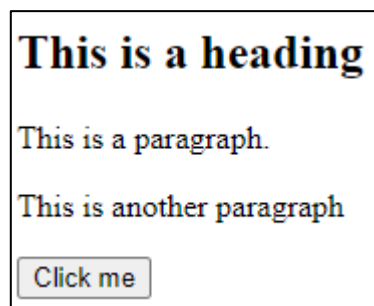 This is a heading
This is a paragraph.
This is another paragraph
Click me